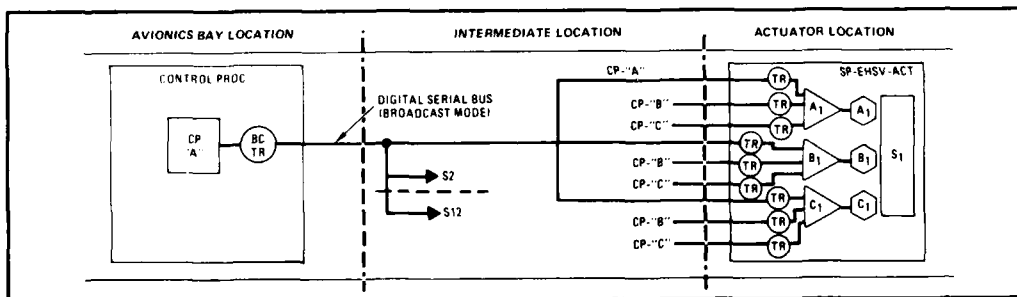 AVIONICS BAY LOCATION
INTERMEDIATE LOCATION
ACTUATOR LOCATION
CONTROL PROC
CP
"A"
BC
TR
DIGITAL SERIAL BUS
(BROADCAST MODE)
S2
S12
CP-"A"
CP-"B"
CP-"C"
CP-"B"
CP-"C"
CP-"B"
CP-"C"
SP-EHSV-ACT
TR
TR
TR
A1
A1
TR
TR
TR
B1
B1
S1
TR
TR
TR
C1
C1